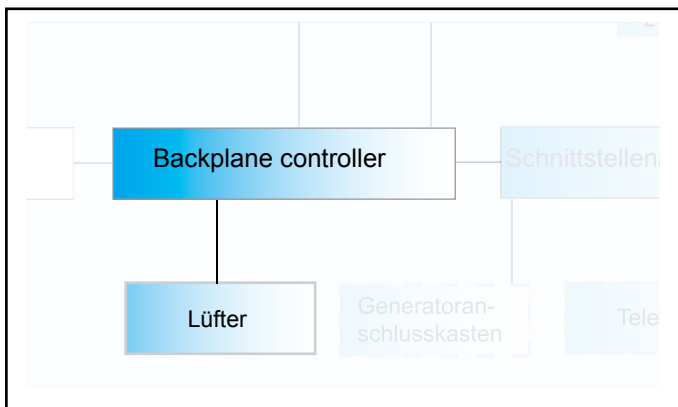 Backplane controller
Schnittstellena
Lüfter
Generatoran-
schlusskasten
Tele